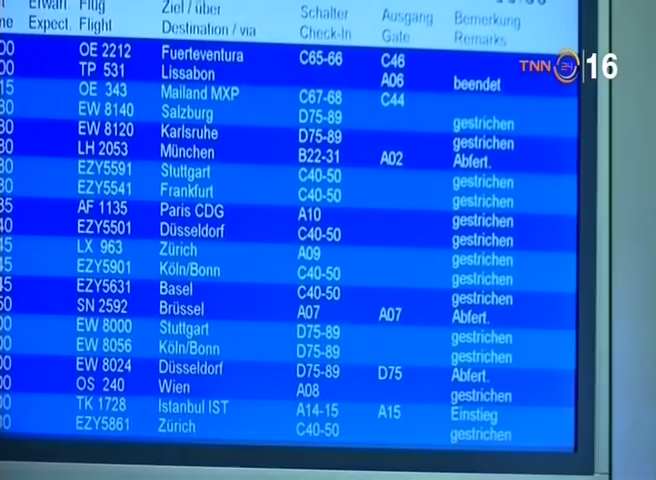 Erwart. Flug Ziel / über Schalter Ausgang Bemerkung
Expect. Flight Destination / via Check-In Gate Remarks
OE 2212 Fuerteventura C65-66 C46
TP 531 Lissabon A06 beendet
OE 343 Mailand MXP C67-68 C44
EW 8140 Salzburg D75-89 gestrichen
EW 8120 Karlsruhe D75-89 gestrichen
LH 2053 München B22-31 A02 Abfert.
EZY5591 Stuttgart C40-50 gestrichen
EZY5541 Frankfurt C40-50 gestrichen
AF 1135 Paris CDG A10 gestrichen
EZY5501 Düsseldorf C40-50 gestrichen
LX 963 Zürich A09 gestrichen
EZY5901 Köln/Bonn C40-50 gestrichen
EZY5631 Basel C40-50 gestrichen
SN 2592 Brüssel A07 A07 Abfert.
EW 8000 Stuttgart D75-89 gestrichen
EW 8056 Köln/Bonn D75-89 gestrichen
EW 8024 Düsseldorf D75-89 D75 Abfert.
OS 240 Wien A08 gestrichen
TK 1728 Istanbul IST A14-15 A15 Einstieg
EZY5861 Zürich C40-50 gestrichen
TNN 24 16